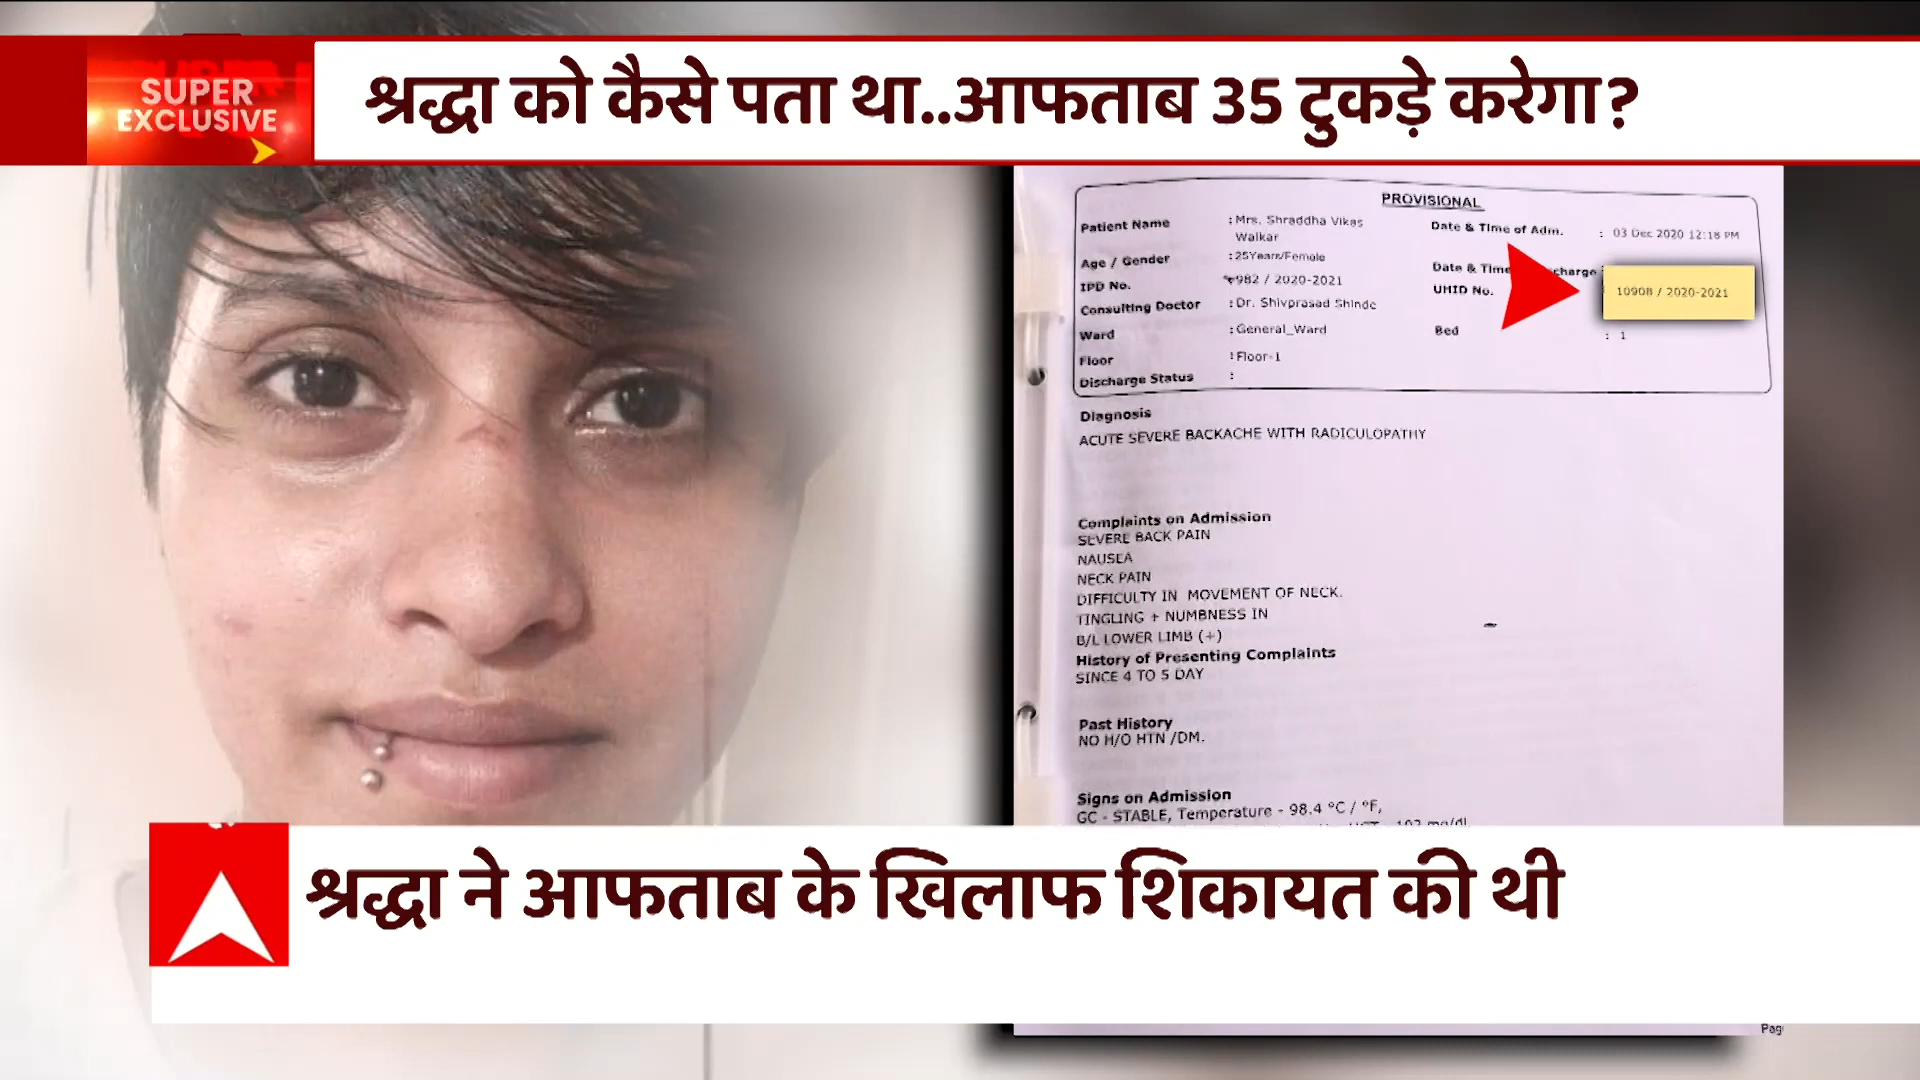 SUPER
EXCLUSIVE
श्रद्धा को कैसे पता था..आफताब 35 टुकड़े करेगा?
PROVISIONAL
Patient Name : Mrs. Shraddha Vikas Walkar
Date & Time of Adm. : 03 Dec 2020 12:18 PM
Age / Gender : 25Years/Female
Date & Time
charge :
IPD No. 982 / 2020-2021
UHID No. 10908 / 2020-2021
Consulting Doctor : Dr. Shivprasad Shinde
Ward : General_Ward
Bed : 1
Floor : Floor-1
Discharge Status :
Diagnosis
ACUTE SEVERE BACKACHE WITH RADICULOPATHY
Complaints on Admission
SEVERE BACK PAIN
NAUSEA
NECK PAIN
DIFFICULTY IN MOVEMENT OF NECK.
TINGLING + NUMBNESS IN
B/L LOWER LIMB (+)
History of Presenting Complaints
SINCE 4 TO 5 DAY
Past History
NO H/O HTN /DM.
Signs on Admission
GC - STABLE, Temperature - 98.4 °C / °F,
श्रद्धा ने आफताब के खिलाफ शिकायत की थी
Pag